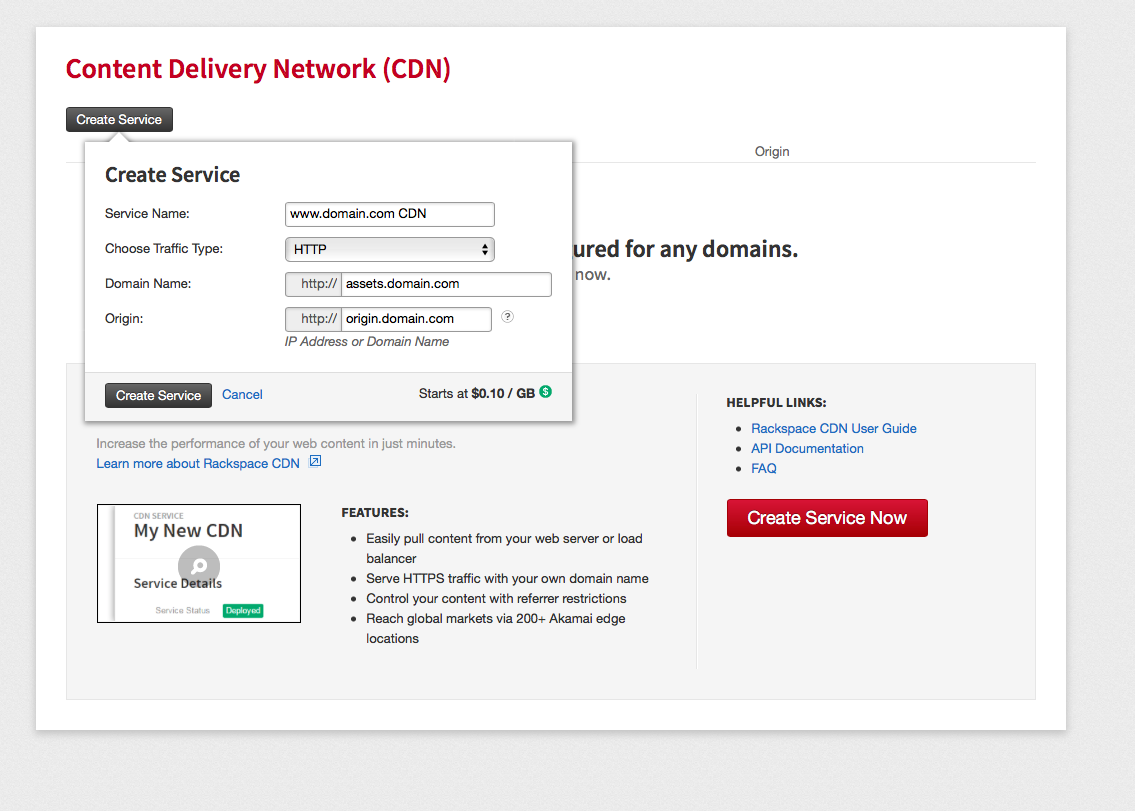 Content Delivery Network (CDN)
Create Service
Origin
Create Service
Service Name:
www.domain.com CDN
Choose Traffic Type:
HTTP
Domain Name:
http:// assets.domain.com
Origin:
http:// origin.domain.com ?
IP Address or Domain Name
Create Service Cancel Starts at $0.10 / GB $
ured for any domains.
now.
Increase the performance of your web content in just minutes.
Learn more about Rackspace CDN
CDN SERVICE
My New CDN
Service Details
Service Status Deployed
FEATURES:
• Easily pull content from your web server or load
balancer
• Serve HTTPS traffic with your own domain name
• Control your content with referrer restrictions
• Reach global markets via 200+ Akamai edge
locations
HELPFUL LINKS:
• Rackspace CDN User Guide
• API Documentation
• FAQ
Create Service Now